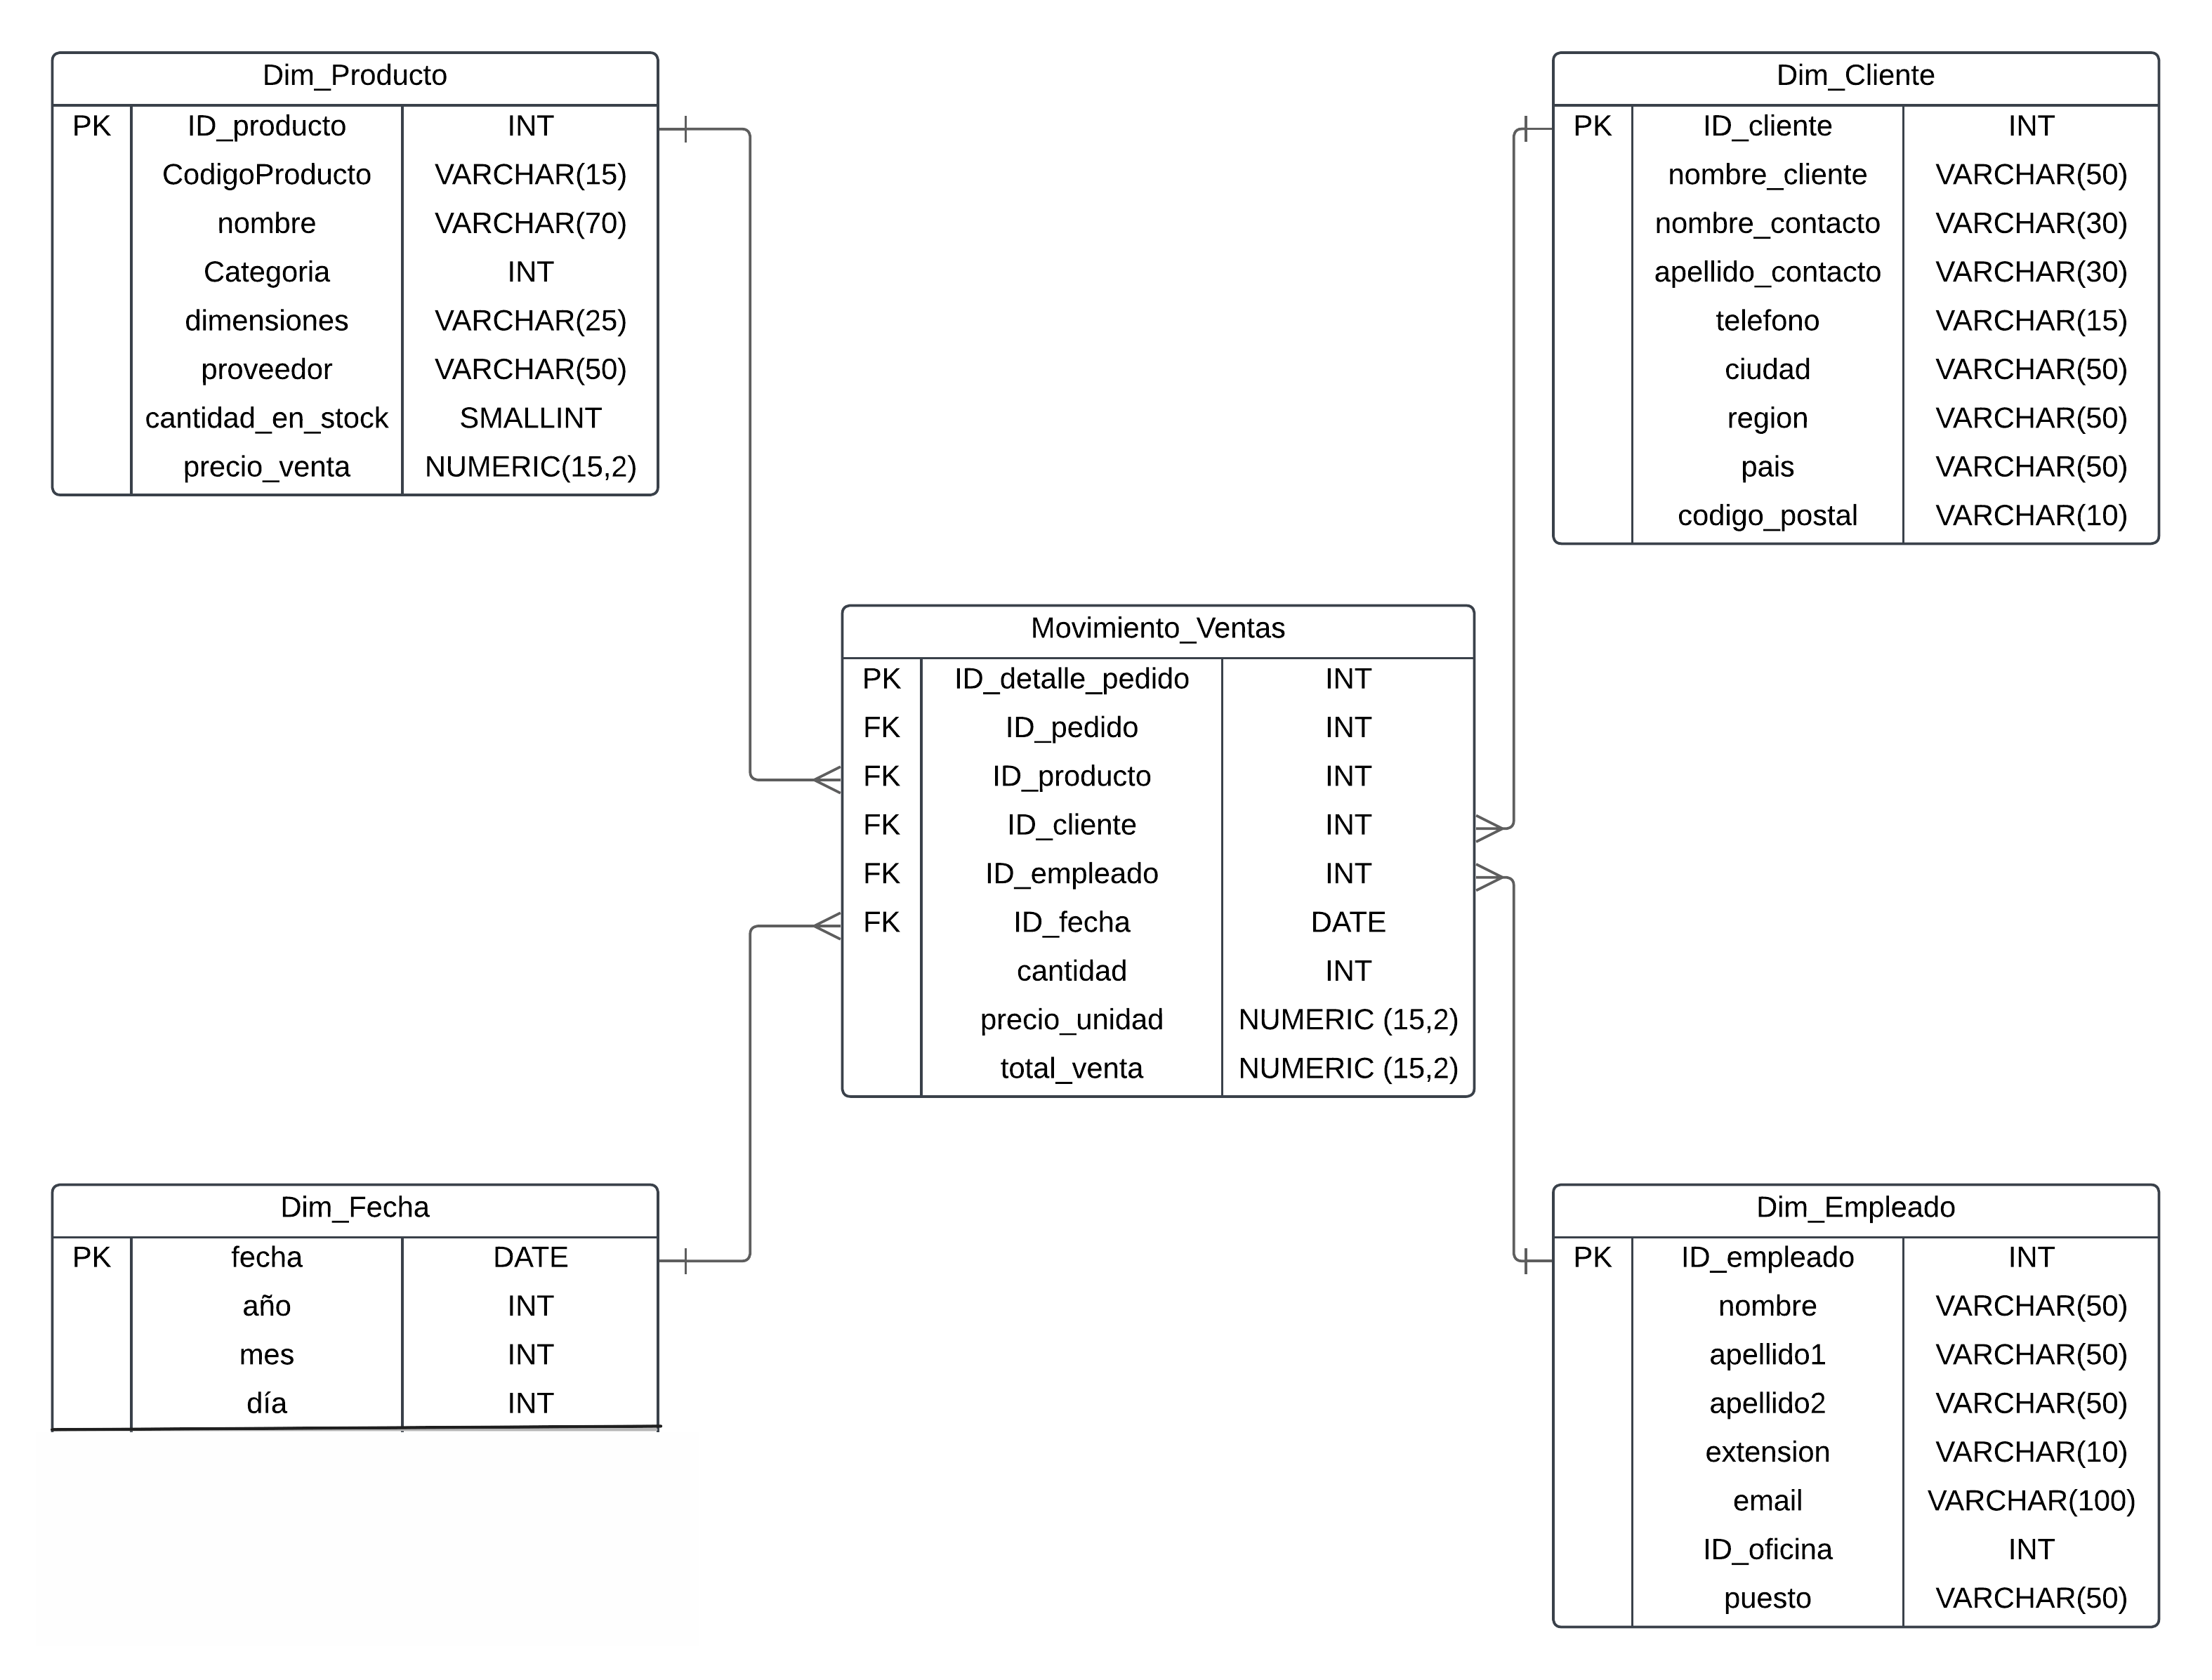 Dim_Producto
PK ID_producto INT
CodigoProducto VARCHAR(15)
nombre VARCHAR(70)
Categoria INT
dimensiones VARCHAR(25)
proveedor VARCHAR(50)
cantidad_en_stock SMALLINT
precio_venta NUMERIC(15,2)
Dim_Cliente
PK ID_cliente INT
nombre_cliente VARCHAR(50)
nombre_contacto VARCHAR(30)
apellido_contacto VARCHAR(30)
telefono VARCHAR(15)
ciudad VARCHAR(50)
region VARCHAR(50)
pais VARCHAR(50)
codigo_postal VARCHAR(10)
Movimiento_Ventas
PK ID_detalle_pedido INT
FK ID_pedido INT
FK ID_producto INT
FK ID_cliente INT
FK ID_empleado INT
FK ID_fecha DATE
cantidad INT
precio_unidad NUMERIC (15,2)
total_venta NUMERIC (15,2)
Dim_Fecha
PK fecha DATE
año INT
mes INT
día INT
Dim_Empleado
PK ID_empleado INT
nombre VARCHAR(50)
apellido1 VARCHAR(50)
apellido2 VARCHAR(50)
extension VARCHAR(10)
email VARCHAR(100)
ID_oficina INT
puesto VARCHAR(50)